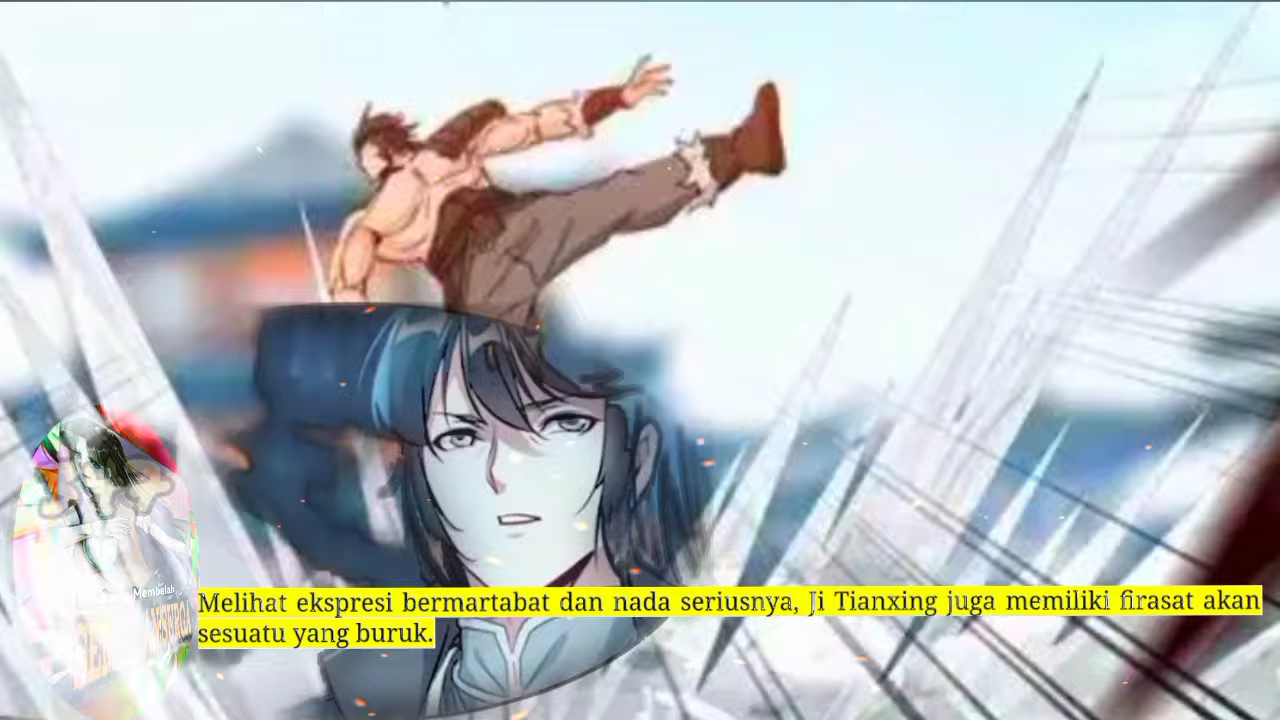 Membelah
Melihat ekspresi bermartabat dan nada seriusnya, Ji Tianxing juga memiliki firasat akan
sesuatu yang buruk.